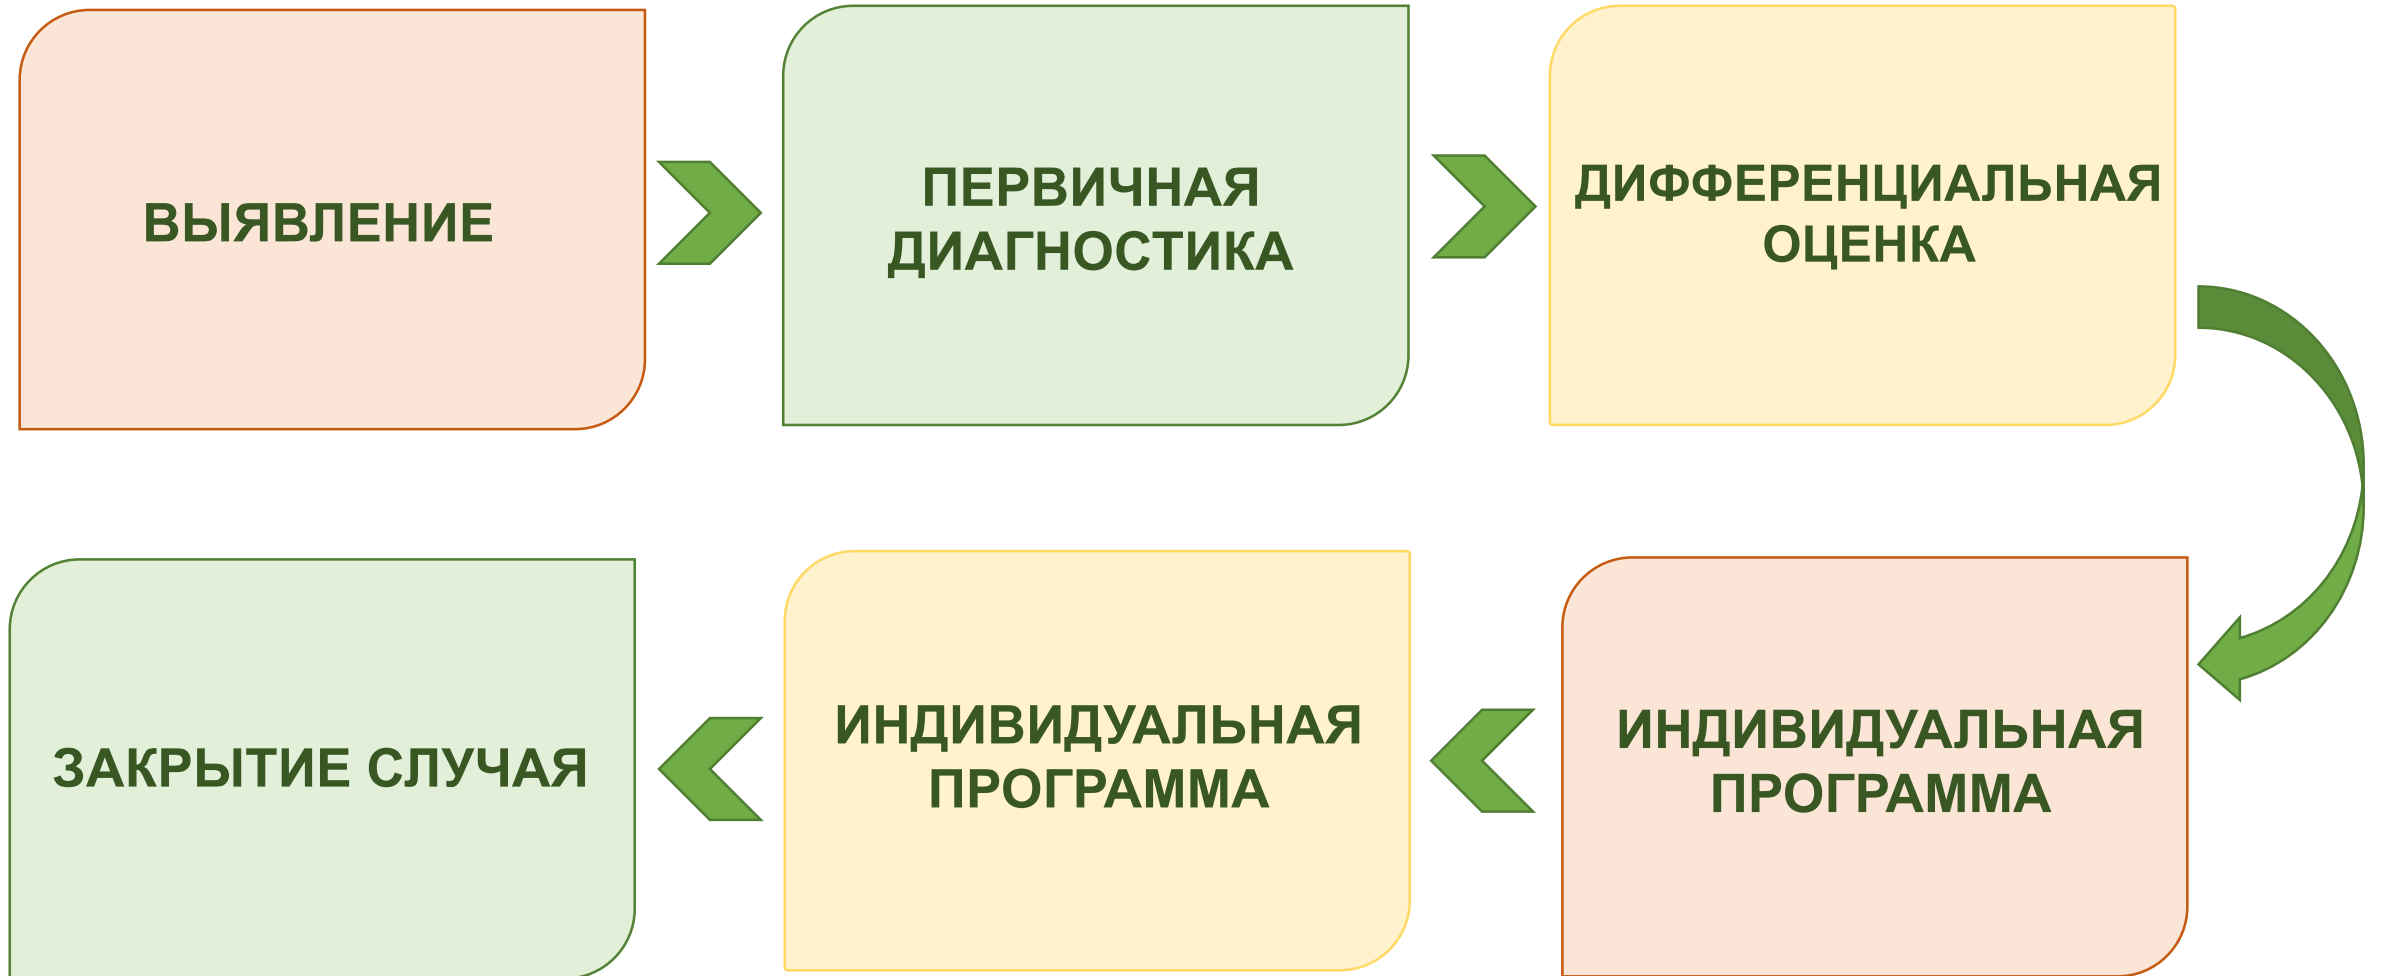 ВЫЯВЛЕНИЕ
ПЕРВИЧНАЯ
ДИАГНОСТИКА
ДИФФЕРЕНЦИАЛЬНАЯ
ОЦЕНКА
ИНДИВИДУАЛЬНАЯ
ПРОГРАММА
ИНДИВИДУАЛЬНАЯ
ПРОГРАММА
ЗАКРЫТИЕ СЛУЧАЯ